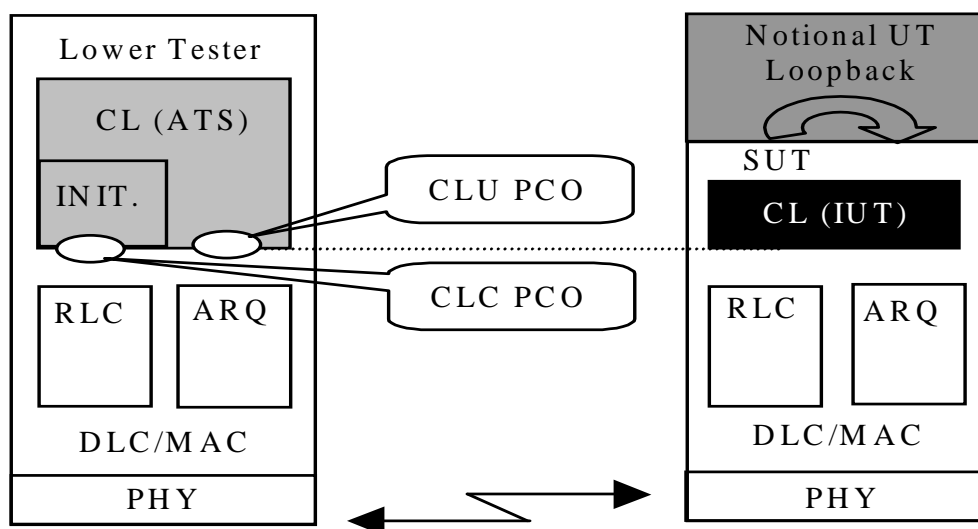 Lower Tester
CL (ATS)
INIT.
CLU PCO
CLC PCO
RLC
ARQ
DLC/MAC
PHY
Notional UT
Loopback
SUT
CL (IUT)
RLC
ARQ
DLC/MAC
PHY